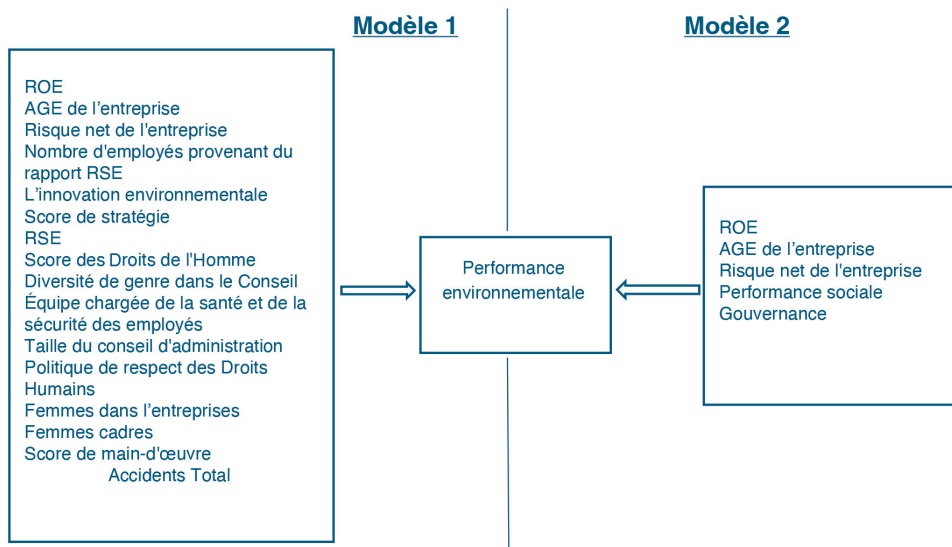 Modèle 1
ROE
AGE de l'entreprise
Risque net de l'entreprise
Nombre d'employés provenant du
rapport RSE
L'innovation environnementale
Score de stratégie
RSE
Score des Droits de l'Homme
Diversité de genre dans le Conseil
Équipe chargée de la santé et de la
sécurité des employés
Taille du conseil d'administration
Politique de respect des Droits
Humains
Femmes dans l'entreprises
Femmes cadres
Score de main-d'œuvre
Accidents Total
Performance
environnementale
Modèle 2
ROE
AGE de l'entreprise
Risque net de l'entreprise
Performance sociale
Gouvernance